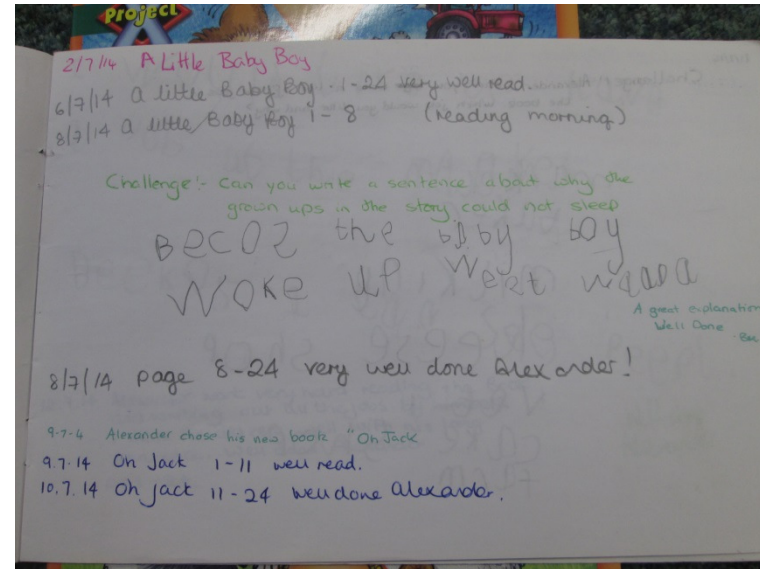 Project
X
2/7/14 A Little Baby Boy
6/7/14 a little Baby Boy . 1-24 very well read.
8/7/14 a little Baby Boy 1 - 8 (reading morning)
Challenge!- Can you write a sentence about why the
grown ups in the story could not sleep
Becos the biby boy
Woke up Weet waaa
A great explanation
Well Done
8/7/14 page 8-24 very well done Alexander!
9-7-4 Alexander chose his new book "Oh Jack
9.7.14 Oh Jack 1-11 well read.
10.7.14 Oh jack 11-24 well done Alexander.